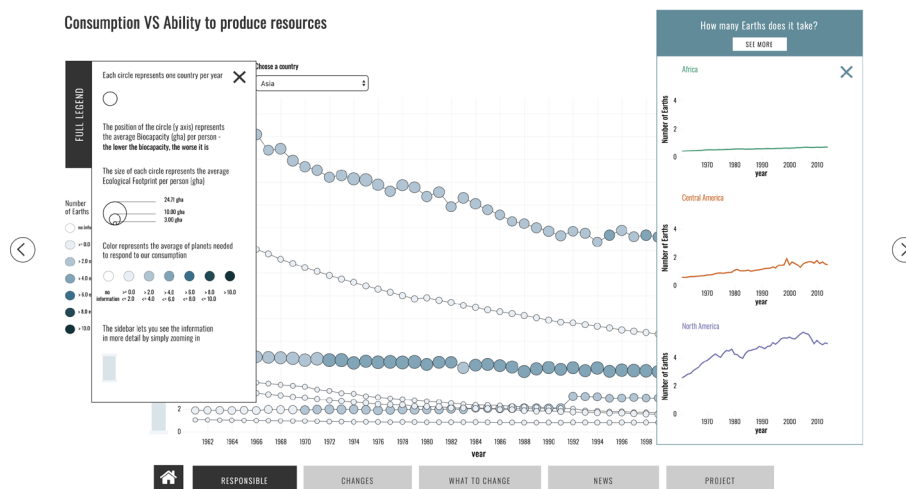 Consumption VS Ability to produce resources
FULL LEGEND
Each circle represents one country per year
The position of the circle (y axis) represents
the average Biocapacity (gha) per person -
the lower the biocapacity, the worse it is
The size of each circle represents the average
Ecological Footprint per person (gha)
24.71 gha
10.00 gha
3.00 gha
Color represents the average of planets needed
to respond to our consumption
no >= 0.0 > 2.0 > 4.0 > 6.0 > 8.0 > 10.0
information <= 2.0 <= 4.0 <= 6.0 <= 8.0 <= 10.0
The sidebar lets you see the information
in more detail by simply zooming in
Number
of Earths
no
>= 0.0
> 2.0
> 4.0
> 6.0
> 8.0
> 10.0
Choose a country
Asia
2
0
1962 1964 1966 1968 1970 1972 1974 1976 1978 1980 1982 1984 1986 1988 1990 1992 1994 1996 1998
year
How many Earths does it take?
SEE MORE
Africa
Number of Earths
4
2
0
1970 1980 1990 2000 2010
year
Central America
Number of Earths
4
2
0
1970 1980 1990 2000 2010
year
North America
Number of Earths
4
2
0
1970 1980 1990 2000 2010
year
RESPONSIBLE
CHANGES
WHAT TO CHANGE
NEWS
PROJECT